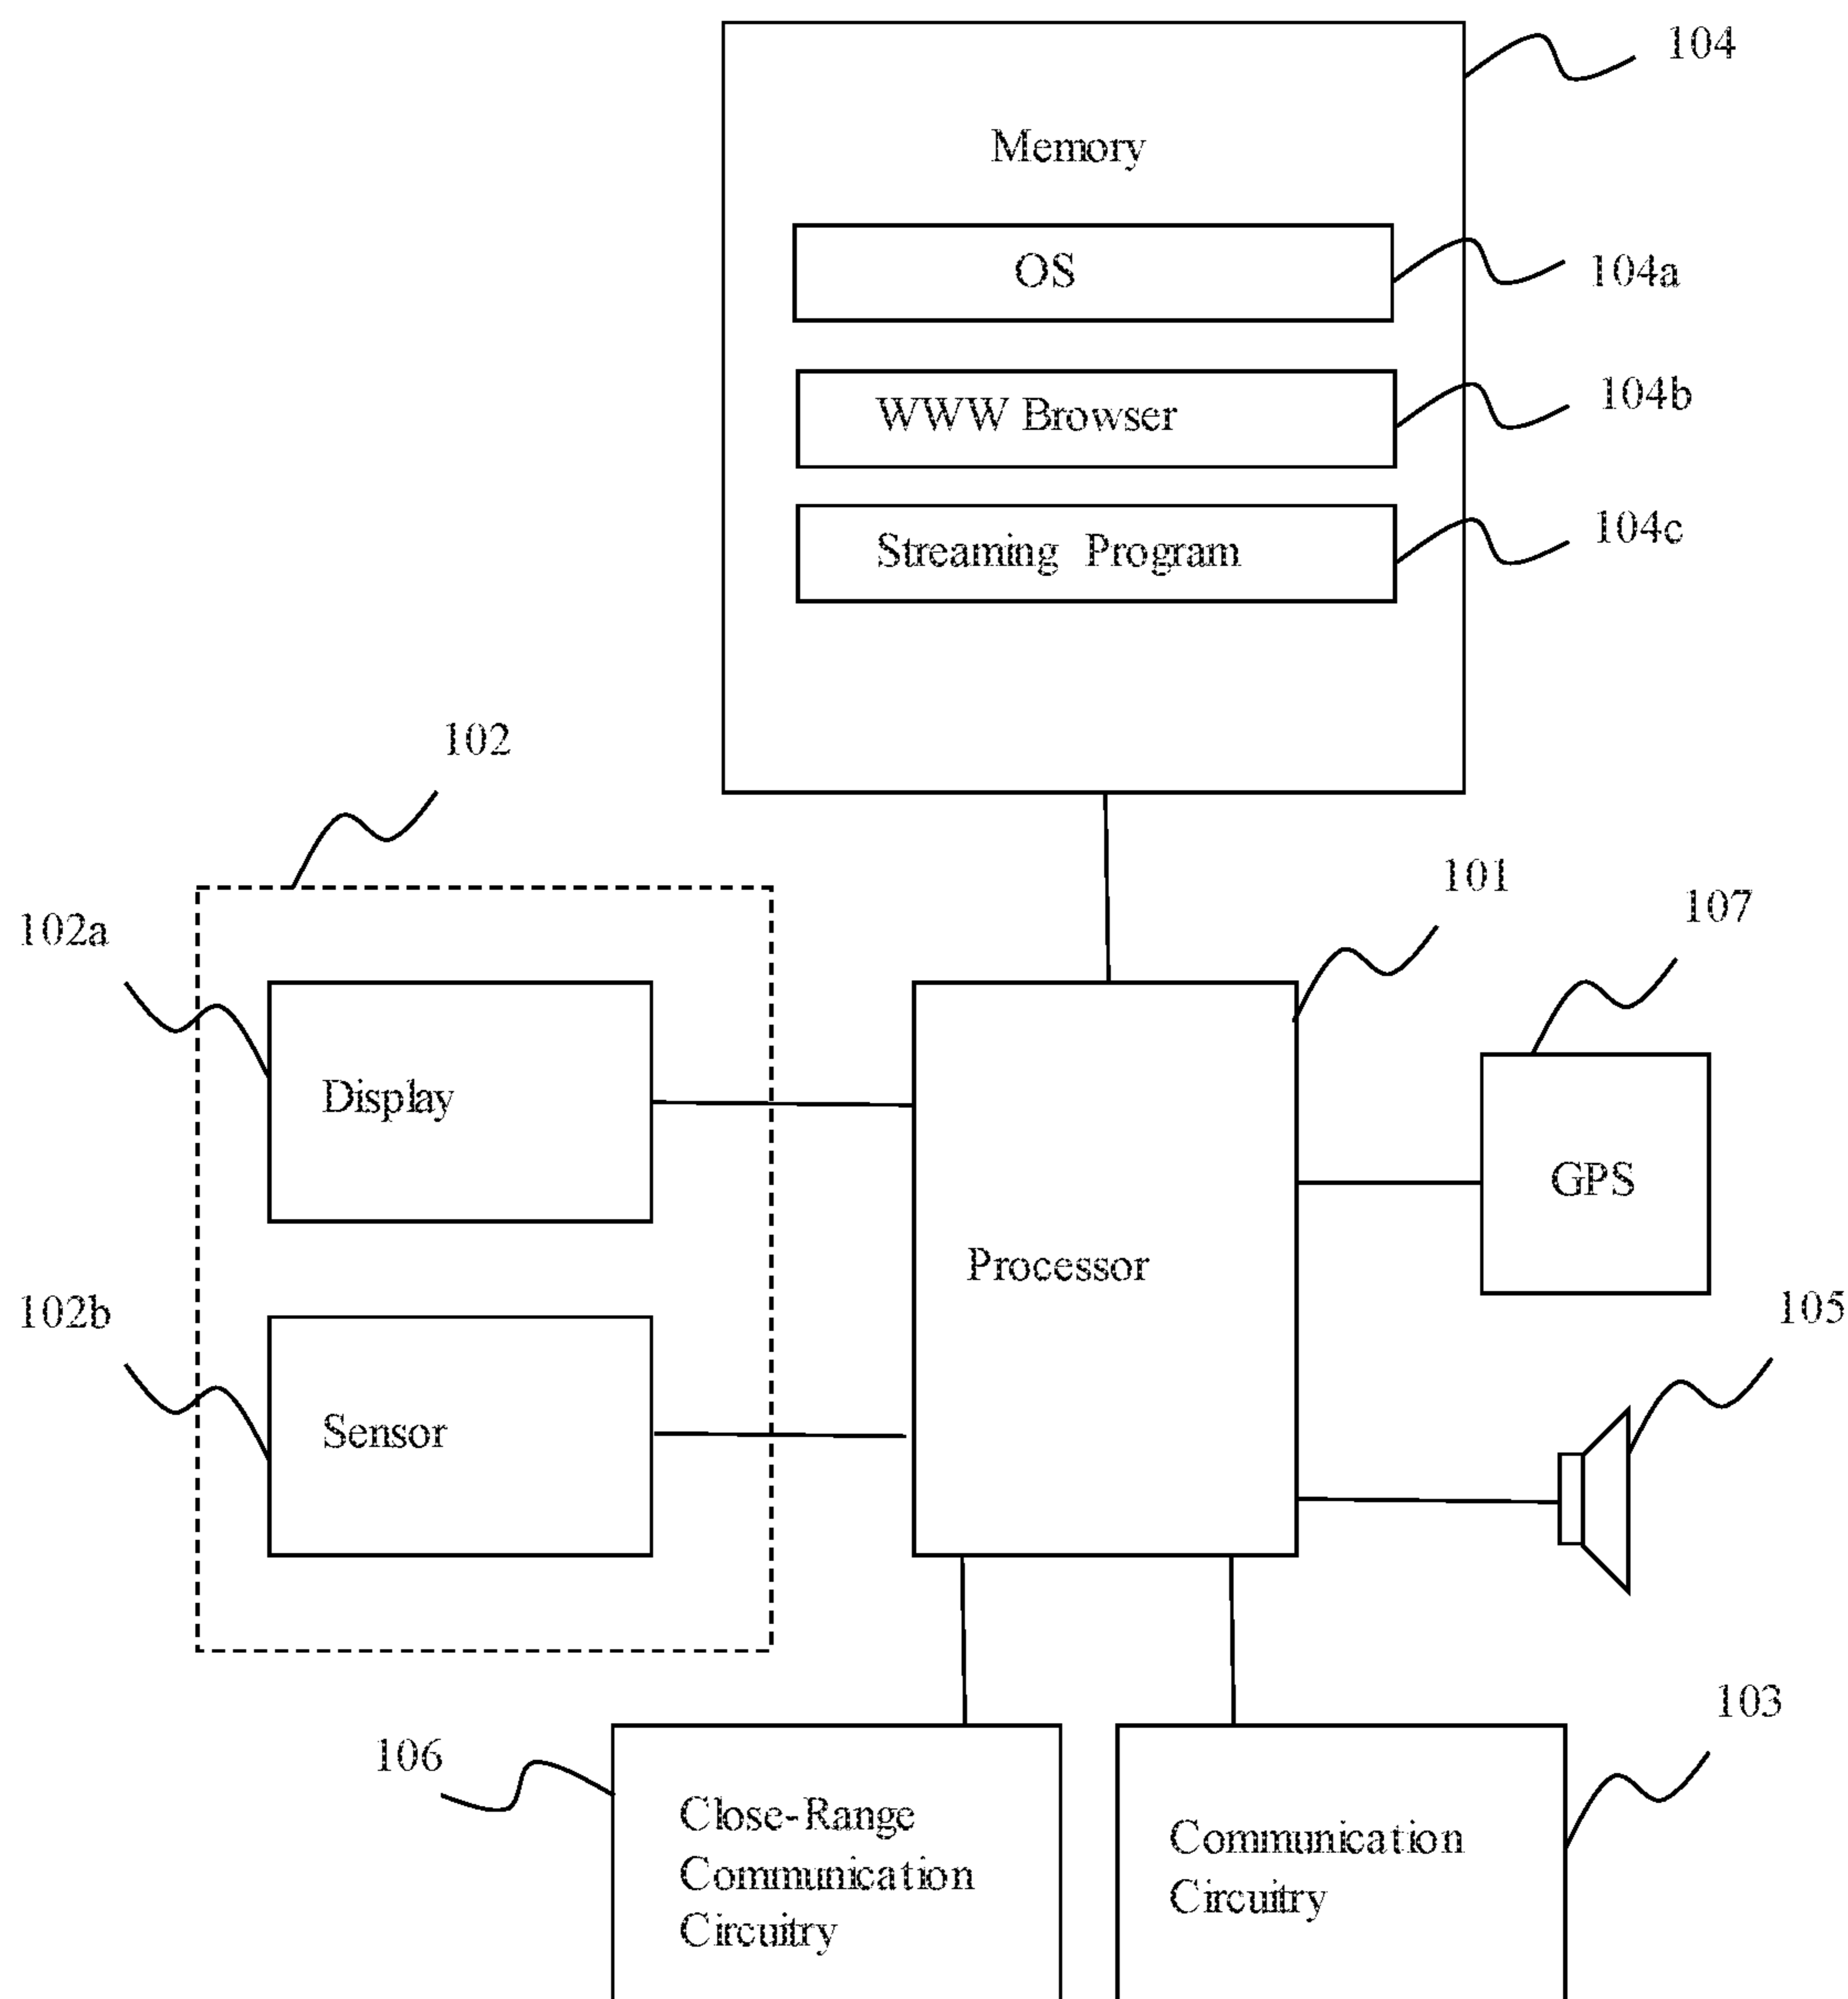 104
Memory
OS
104a
WWW Browser
104b
Streaming Program
104c
102
101
107
102a
Display
GPS
Processor
102b
105
Sensor
103
106
Close-Range
Communication
Circuitry
Communication
Circuitry